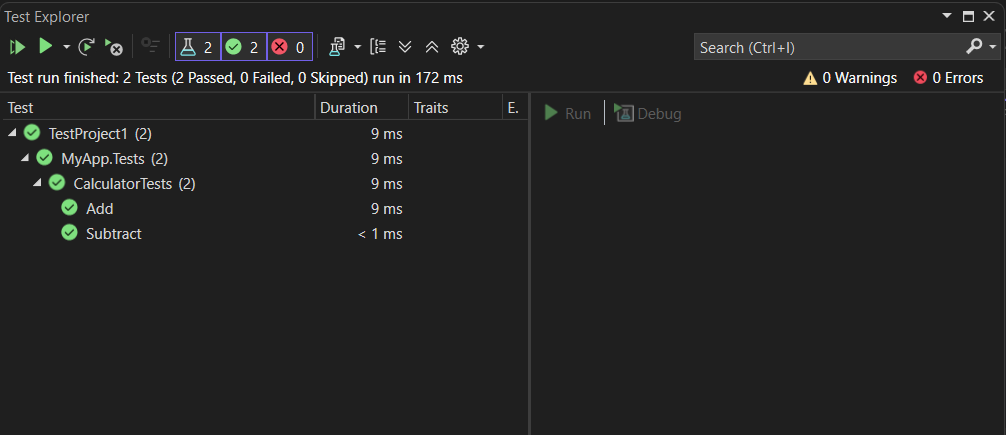 Test Explorer
2 2 0 Search (Ctrl+I)
Test run finished: 2 Tests (2 Passed, 0 Failed, 0 Skipped) run in 172 ms 0 Warnings 0 Errors
Test Duration Traits E.
Run Debug
TestProject1 (2) 9 ms
MyApp.Tests (2) 9 ms
CalculatorTests (2) 9 ms
Add 9 ms
Subtract < 1 ms